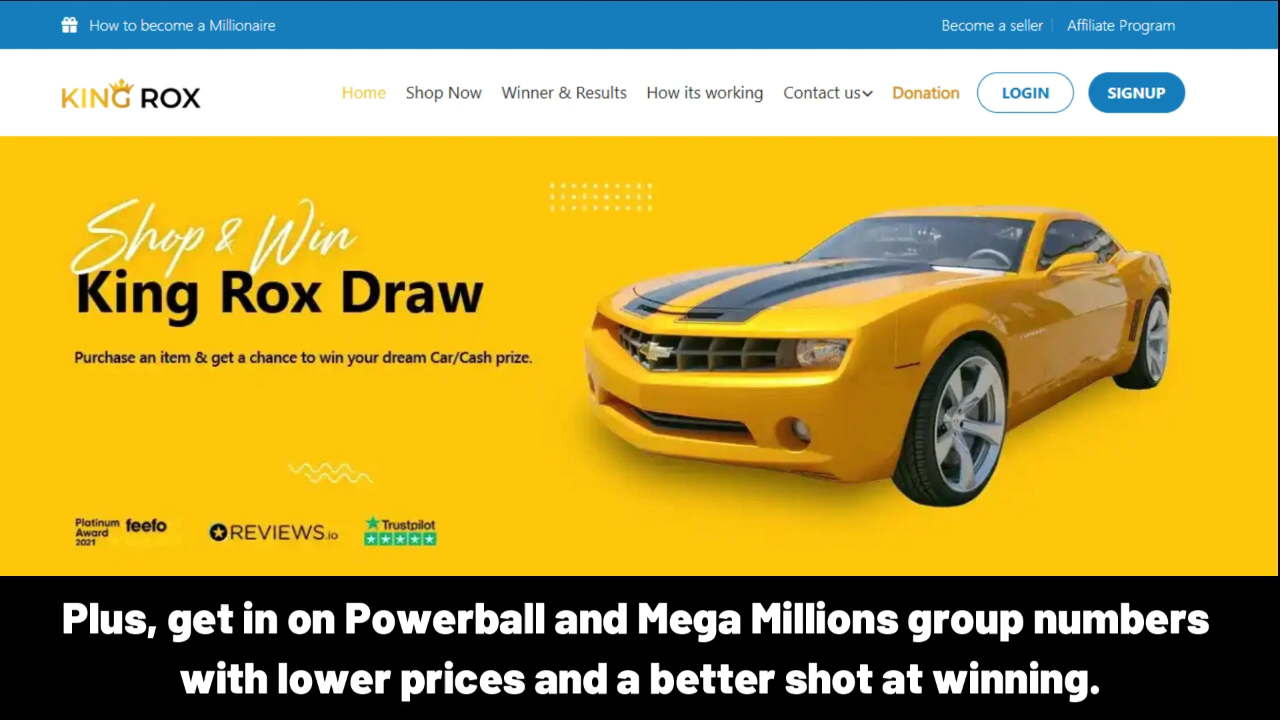 How to become a Millionaire
Become a seller
Affiliate Program
KING ROX
Home
Shop Now
Winner & Results
How its working
Contact us
Donation
LOGIN
SIGNUP
Shop & Win
King Rox Draw
Purchase an item & get a chance to win your dream Car/Cash prize.
Platinum
Award
2021
feefo
REVIEWS.io
Trustpilot
Plus, get in on Powerball and Mega Millions group numbers
with lower prices and a better shot at winning.